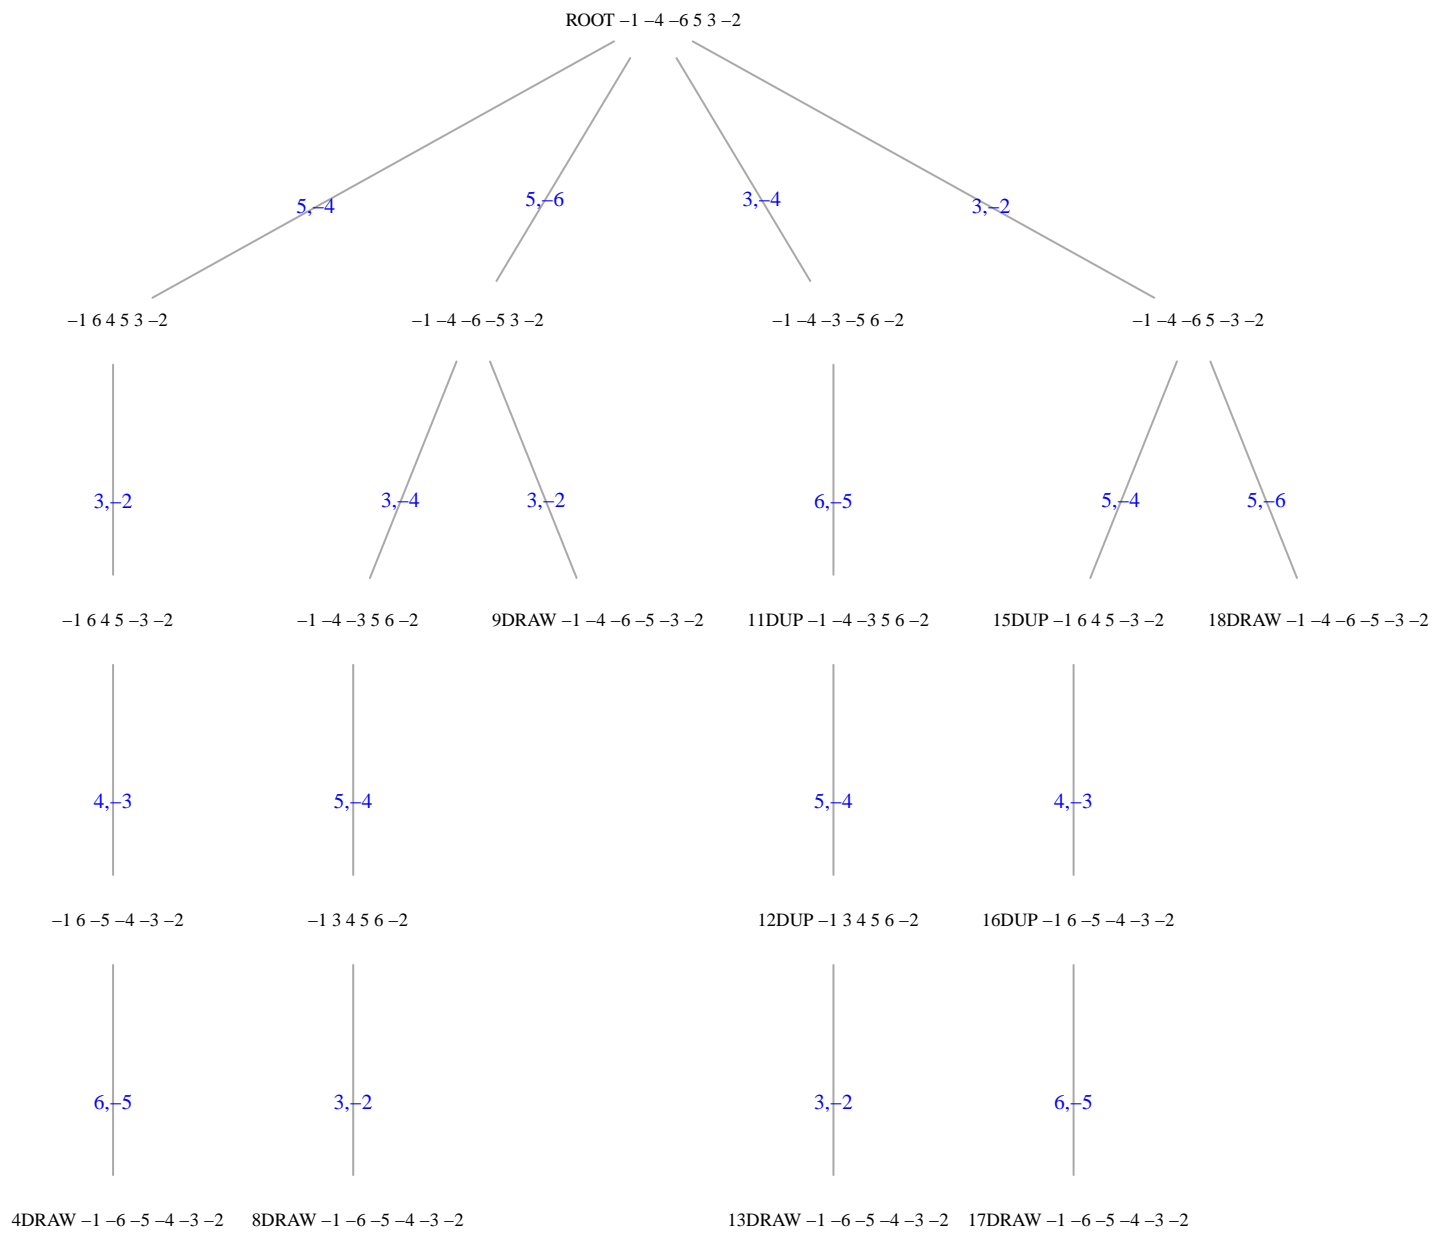 ROOT –1 –4 –6 5 3 –2
5,–4
5,–6
3,–4
3,–2
–1 6 4 5 3 –2
–1 –4 –6 –5 3 –2
–1 –4 –3 –5 6 –2
–1 –4 –6 5 –3 –2
3,–2
3,–4
3,–2
6,–5
5,–4
5,–6
–1 6 4 5 –3 –2
–1 –4 –3 5 6 –2
9DRAW –1 –4 –6 –5 –3 –2
11DUP –1 –4 –3 5 6 –2
15DUP –1 6 4 5 –3 –2
18DRAW –1 –4 –6 –5 –3 –2
4,–3
5,–4
5,–4
4,–3
–1 6 –5 –4 –3 –2
–1 3 4 5 6 –2
12DUP –1 3 4 5 6 –2
16DUP –1 6 –5 –4 –3 –2
6,–5
3,–2
3,–2
6,–5
4DRAW –1 –6 –5 –4 –3 –2
8DRAW –1 –6 –5 –4 –3 –2
13DRAW –1 –6 –5 –4 –3 –2
17DRAW –1 –6 –5 –4 –3 –2